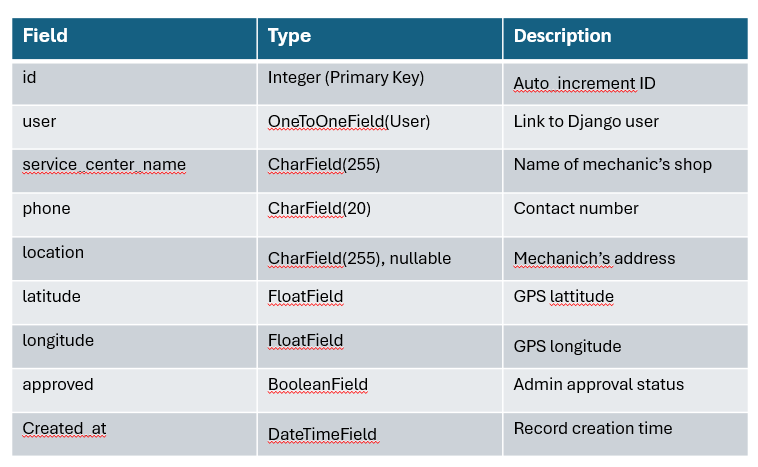 Field Type Description
id Integer (Primary Key) Auto_increment ID
user OneToOneField(User) Link to Django user
service_center_name CharField(255) Name of mechanic’s shop
phone CharField(20) Contact number
location CharField(255), nullable Mechanich’s address
latitude FloatField GPS lattitude
longitude FloatField GPS longitude
approved BooleanField Admin approval status
Created_at DateTimeField Record creation time